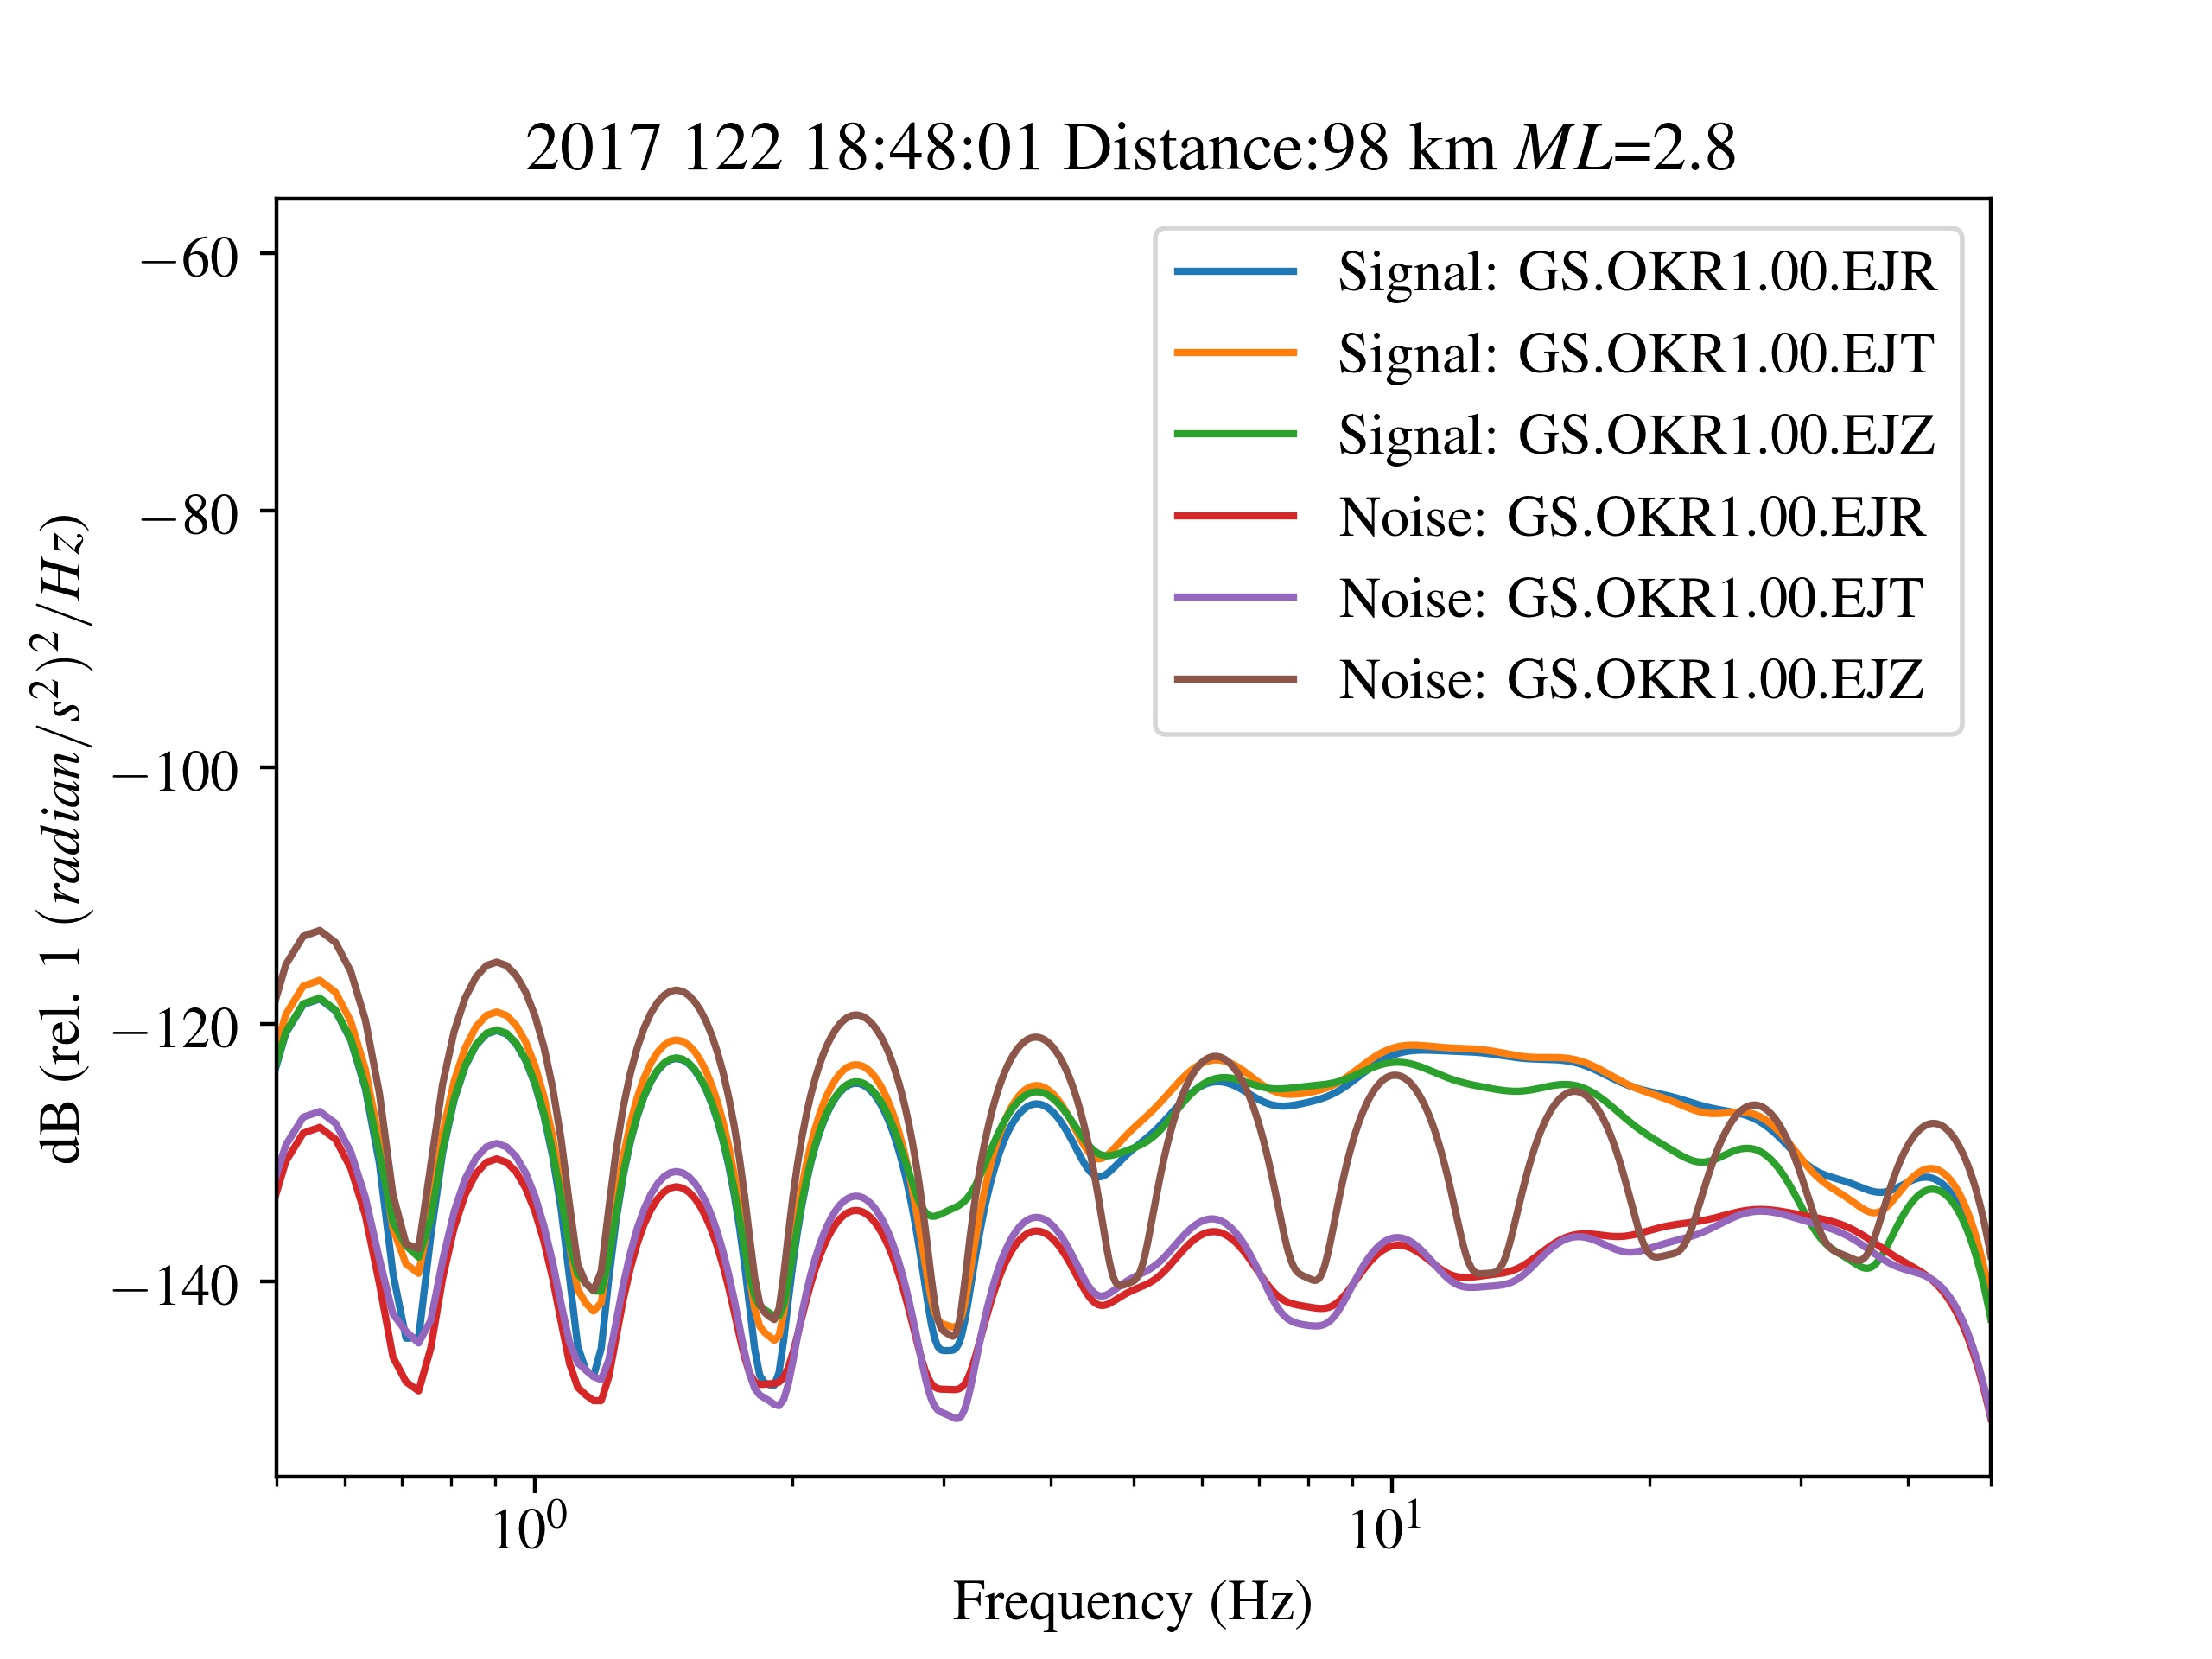 2017 122 18:48:01 Distance:98 km ML=2.8
dB (rel. 1 (radian/s²)²/Hz)
−60
−80
−100
−120
−140
Signal: GS.OKR1.00.EJR
Signal: GS.OKR1.00.EJT
Signal: GS.OKR1.00.EJZ
Noise: GS.OKR1.00.EJR
Noise: GS.OKR1.00.EJT
Noise: GS.OKR1.00.EJZ
10⁰ 10¹
Frequency (Hz)